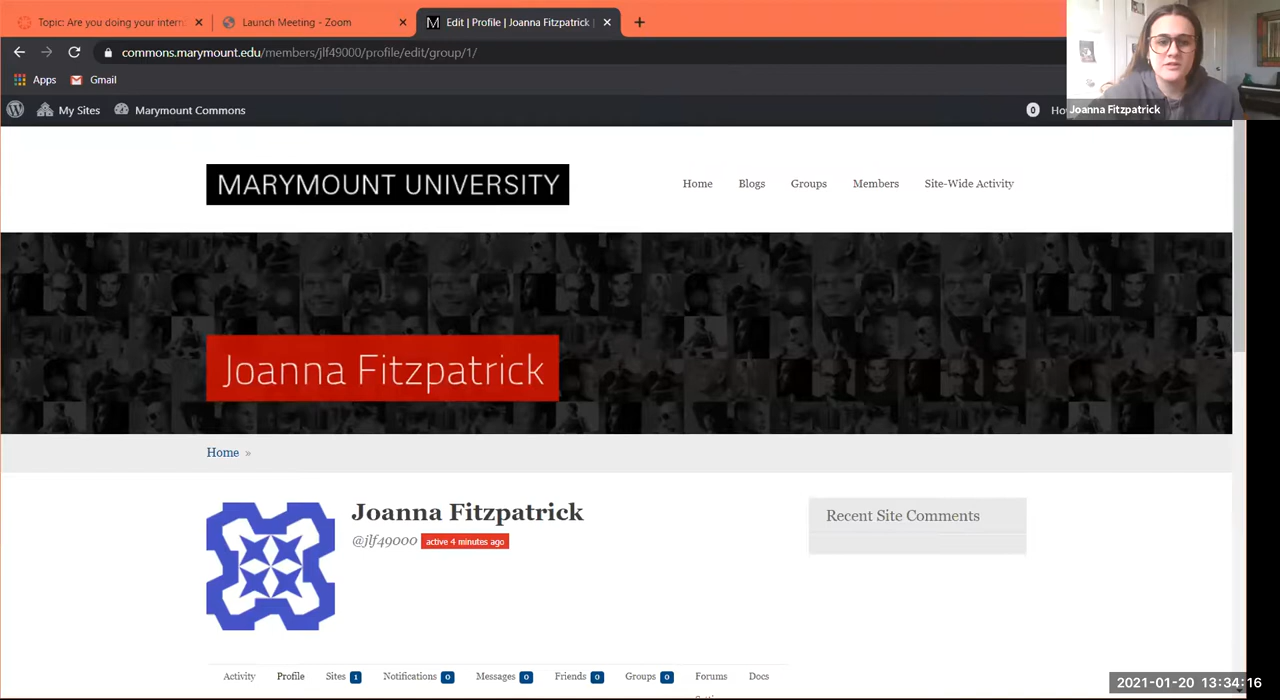 Topic: Are you doing your intern
Launch Meeting - Zoom
Edit | Profile | Joanna Fitzpatrick |
commons.marymount.edu/members/jlf49000/profile/edit/group/1/
Apps Gmail
My Sites Marymount Commons 0 Ho
Joanna Fitzpatrick
MARYMOUNT UNIVERSITY
Home Blogs Groups Members Site-Wide Activity
Joanna Fitzpatrick
Home »
Joanna Fitzpatrick
@jlf49000 active 4 minutes ago
Recent Site Comments
Activity Profile Sites 1 Notifications 0 Messages 0 Friends 0 Groups 0 Forums Docs
2021-01-20 13:34:16